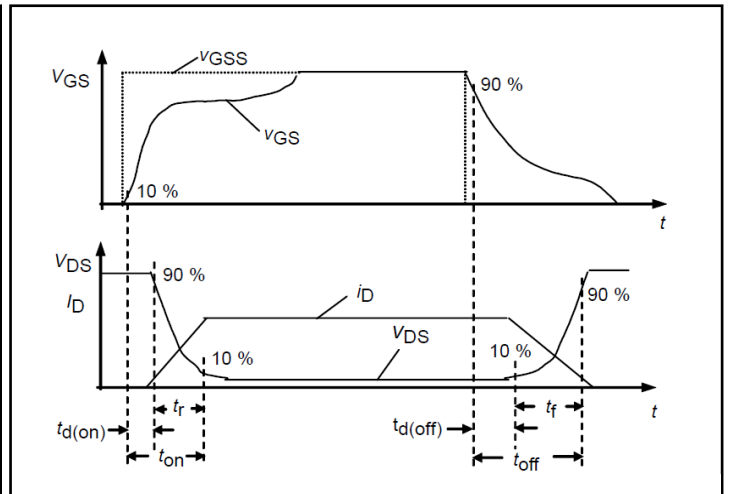 vGSS
VGS
90 %
vGS
10 %
t
VDS
90 %
iD
ID
90 %
VDS
10 %
10 %
tr
tf
t
td(on)
td(off)
ton
toff